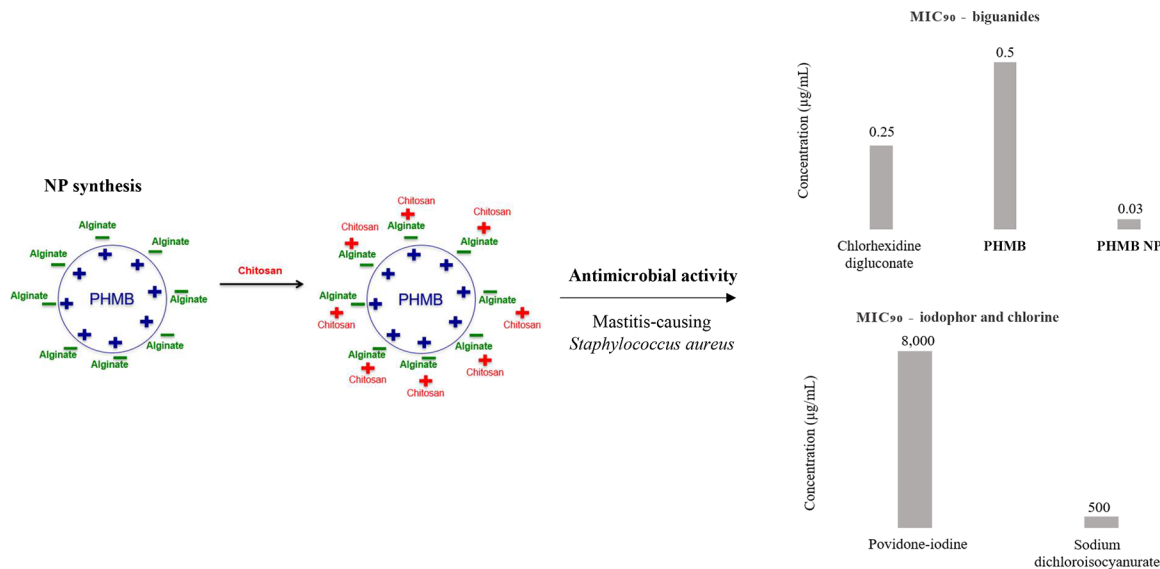 NP synthesis
Alginate
Alginate
Alginate
Alginate
Alginate
Alginate
Alginate
Alginate
PHMB
Chitosan
Chitosan
Chitosan
Chitosan
Alginate
Alginate
Alginate
Alginate
Alginate
PHMB
Chitosan
Chitosan
Alginate
Alginate
Alginate
Chitosan
Chitosan
Chitosan
Antimicrobial activity
Mastitis-causing
Staphylococcus aureus
MIC₉₀ - biguanides
Concentration (µg/mL)
0.25
0.5
0.03
Chlorhexidine
digluconate
PHMB
PHMB NP
MIC₉₀ - iodophor and chlorine
Concentration (µg/mL)
8,000
500
Povidone-iodine
Sodium
dichloroisocyanurate